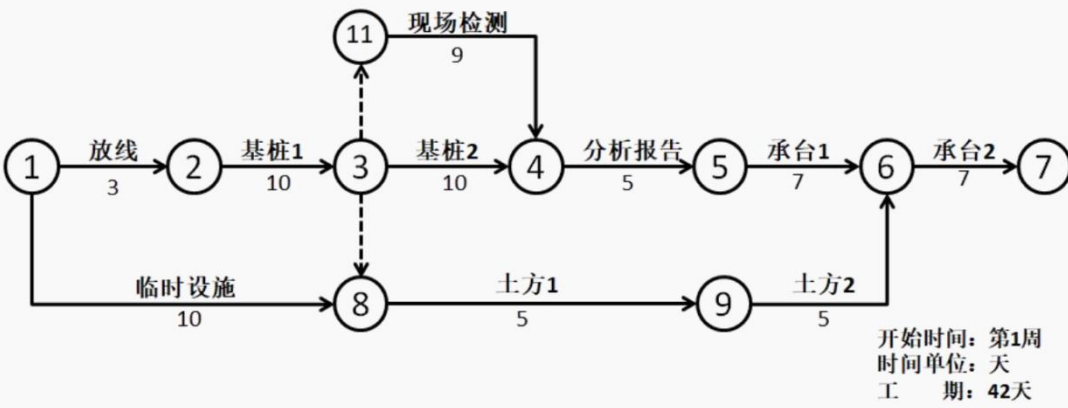 11
现场检测
9
1
放线
3
2
基桩1
10
3
基桩2
10
4
分析报告
5
5
承台1
7
6
承台2
7
7
临时设施
10
8
土方1
5
9
土方2
5
开始时间：第1周
时间单位：天
工 期：42天